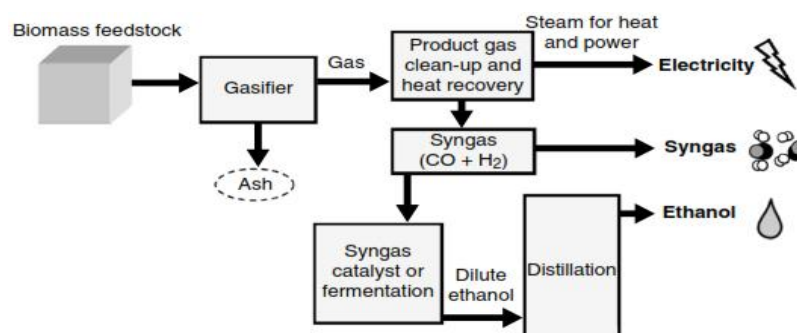 Biomass feedstock
Gasifier
Ash
Gas
Product gas
clean-up and
heat recovery
Steam for heat
and power
Electricity
Syngas
(CO + H₂)
Syngas
Syngas
catalyst or
fermentation
Dilute
ethanol
Distillation
Ethanol